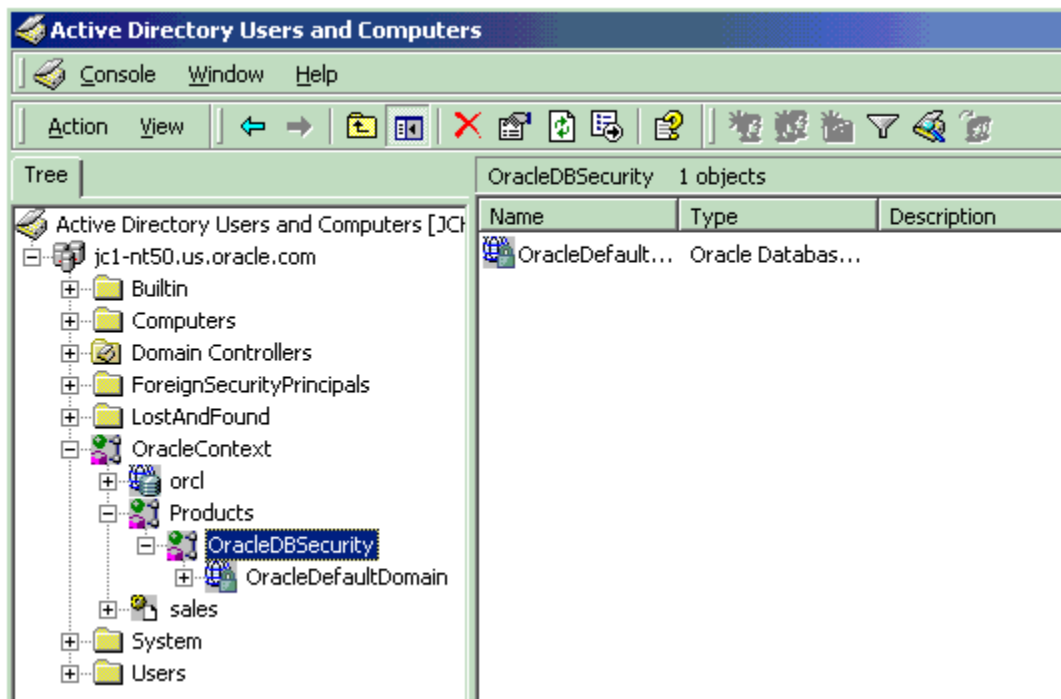 Active Directory Users and Computers
Console Window Help
Action View
Tree
OracleDBSecurity 1 objects
Name Type Description
Active Directory Users and Computers [JC
jc1-nt50.us.oracle.com
OracleDefault... Oracle Databas...
Builtin
Computers
Domain Controllers
ForeignSecurityPrincipals
LostAndFound
OracleContext
orcl
Products
OracleDBSecurity
OracleDefaultDomain
sales
System
Users